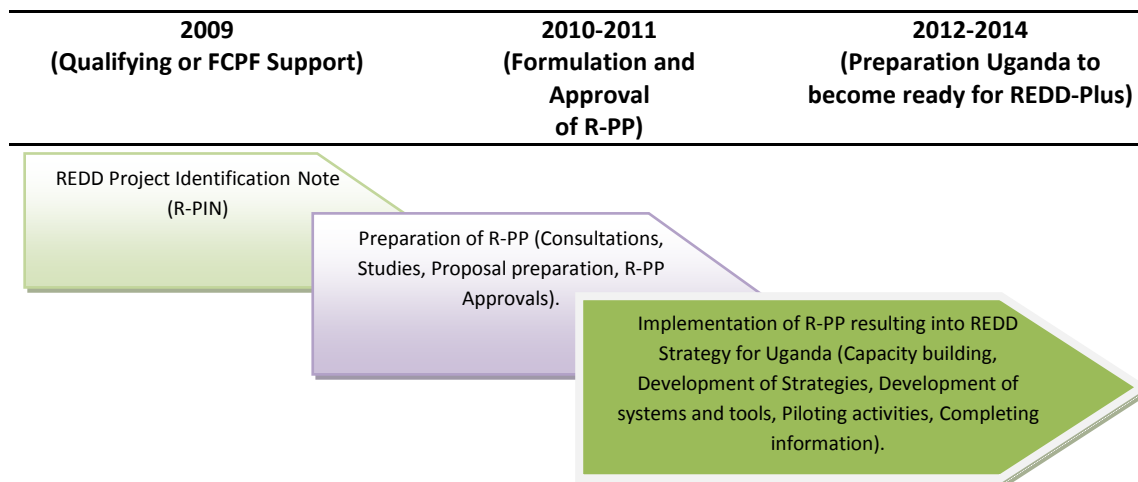 2009
(Qualifying or FCPF Support)
2010-2011
(Formulation and
Approval
of R-PP)
2012-2014
(Preparation Uganda to
become ready for REDD-Plus)
REDD Project Identification Note
(R-PIN)
Preparation of R-PP (Consultations,
Studies, Proposal preparation, R-PP
Approvals).
Implementation of R-PP resulting into REDD
Strategy for Uganda (Capacity building,
Development of Strategies, Development of
systems and tools, Piloting activities, Completing
information).